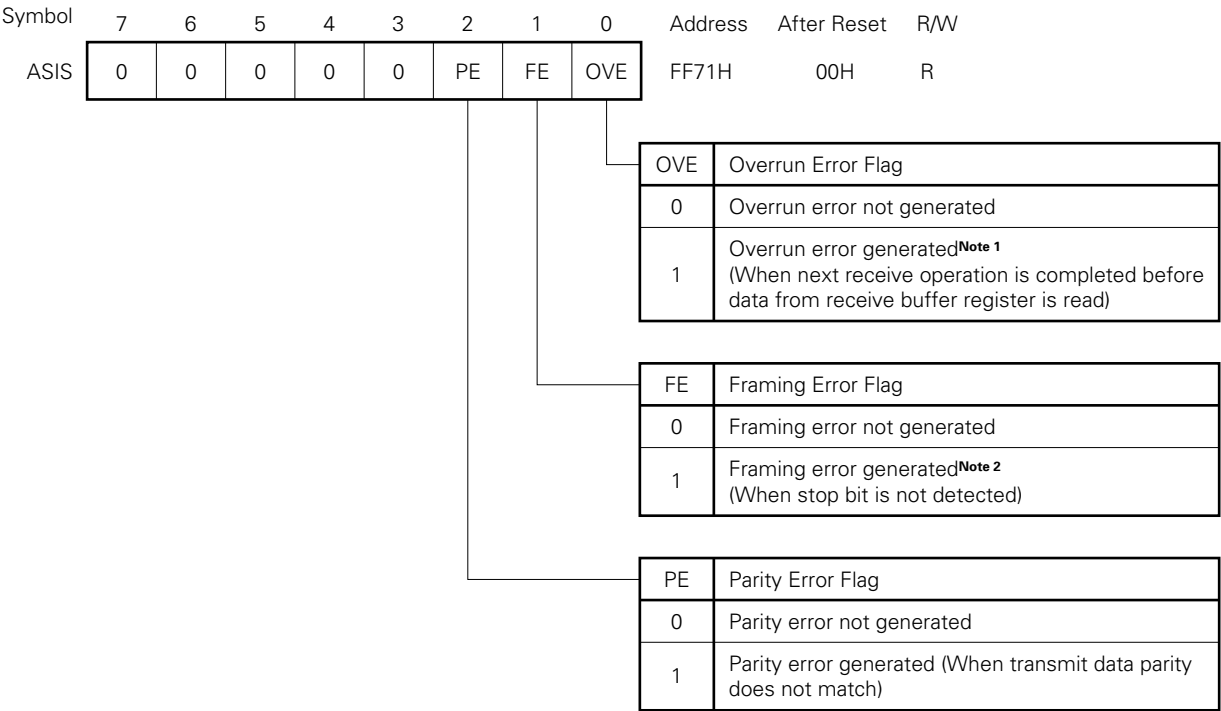 Symbol 7 6 5 4 3 2 1 0 Address After Reset R/W
ASIS 0 0 0 0 0 PE FE OVE FF71H 00H R
OVE Overrun Error Flag
0 Overrun error not generated
Overrun error generatedNote 1
1 (When next receive operation is completed before
data from receive buffer register is read)
FE Framing Error Flag
0 Framing error not generated
1 Framing error generatedNote 2
(When stop bit is not detected)
PE Parity Error Flag
0 Parity error not generated
1 Parity error generated (When transmit data parity
does not match)